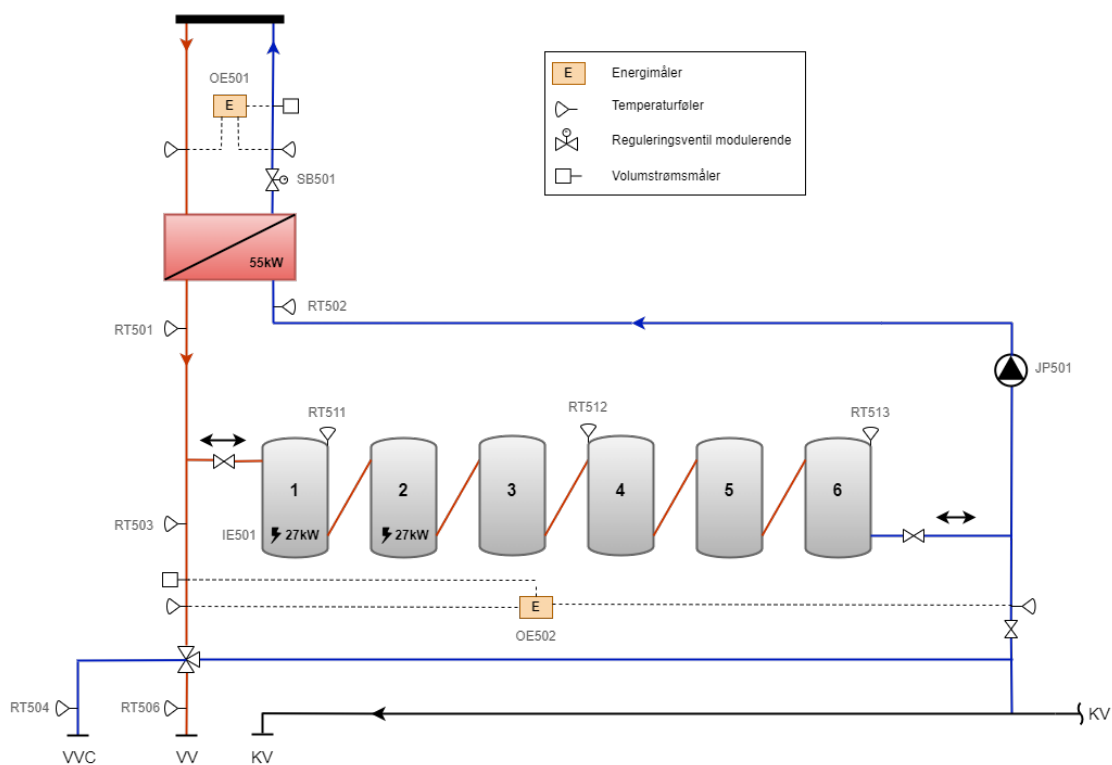 OE501
E
E
Energimåler
Temperaturføler
Reguleringsventil modulerende
Volumstrømsmåler
SB501
55kW
RT502
RT501
JP501
RT511
RT512
RT513
1
2
3
4
5
6
RT503
IE501
27kW
27kW
E
OE502
RT504
RT506
KV
VVC
VV
KV